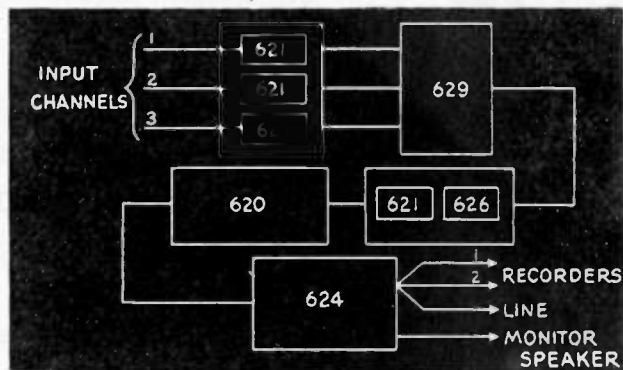 INPUT
CHANNELS
1
2
3
621
621
629
620
621
626
624
1
2
RECORDERS
LINE
MONITOR
SPEAKER